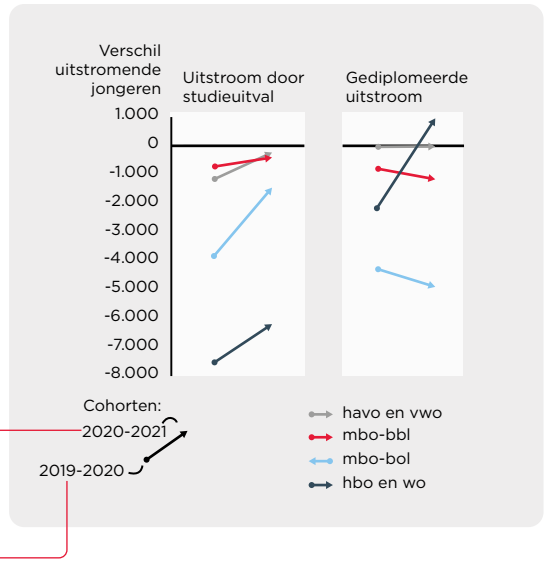 Verschil
uitstromende
jongeren
Uitstroom door
studieuitval
Gediplomeerde
uitstroom
1.000
0
-1.000
-2.000
-3.000
-4.000
-5.000
-6.000
-7.000
-8.000
Cohorten:
2020-2021
2019-2020
havo en vwo
mbo-bbl
mbo-bol
hbo en wo